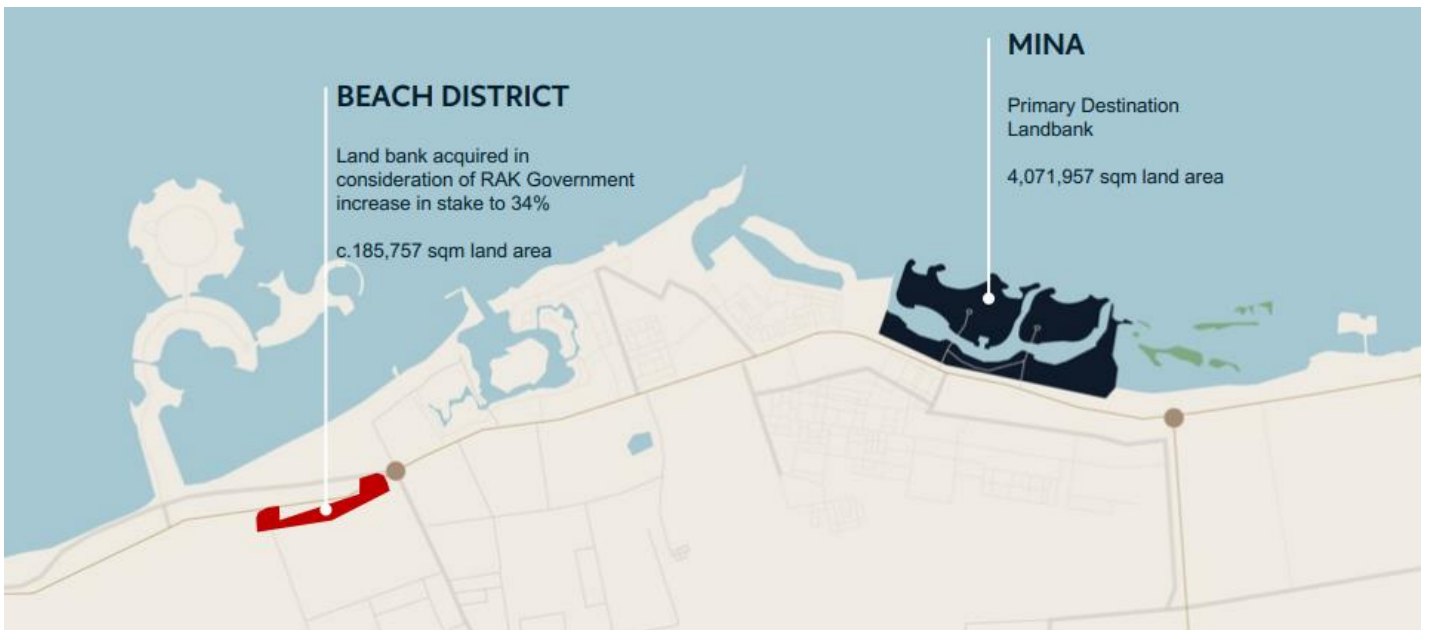 BEACH DISTRICT
Land bank acquired in
consideration of RAK Government
increase in stake to 34%
c.185,757 sqm land area
MINA
Primary Destination
Landbank
4,071,957 sqm land area